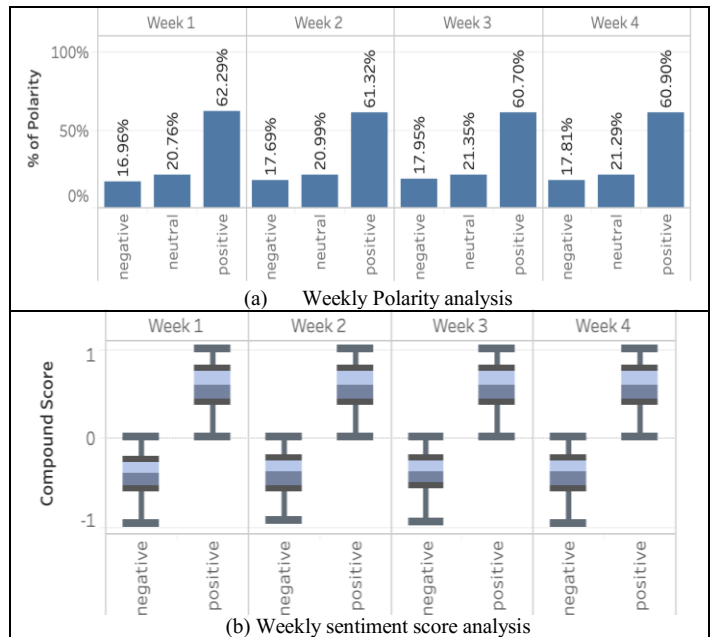 Week 1 Week 2 Week 3 Week 4
% of Polarity
100%
50%
0%
16.96% 20.76% 62.29% 17.69% 20.99% 61.32% 17.95% 21.35% 60.70% 17.81% 21.29% 60.90%
negative neutral positive negative neutral positive negative neutral positive negative neutral positive
(a) Weekly Polarity analysis
Week 1 Week 2 Week 3 Week 4
Compound Score
1
0
-1
negative positive negative positive negative positive negative positive
(b) Weekly sentiment score analysis